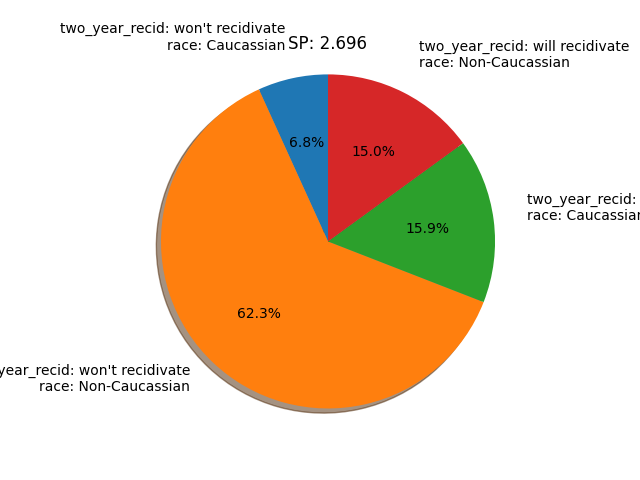 two_year_recid: won't recidivate
race: Caucassian
SP: 2.696
two_year_recid: will recidivate
race: Non-Caucassian
6.8%
15.0%
two_year_recid:
race: Caucassian
15.9%
62.3%
year_recid: won't recidivate
race: Non-Caucassian